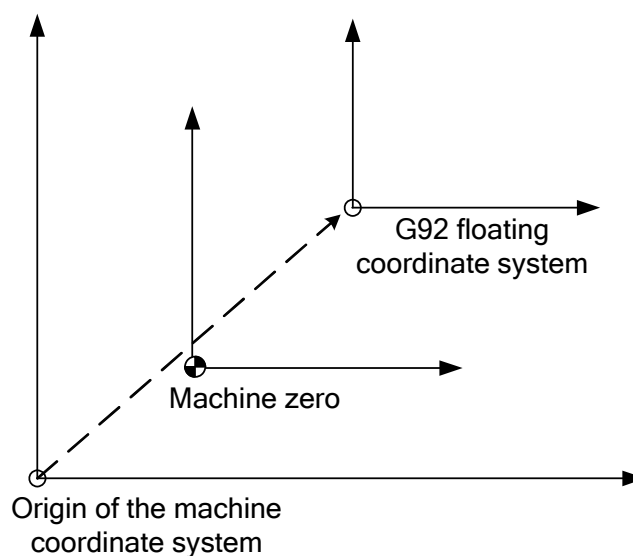 G92 floating
coordinate system
Machine zero
Origin of the machine
coordinate system